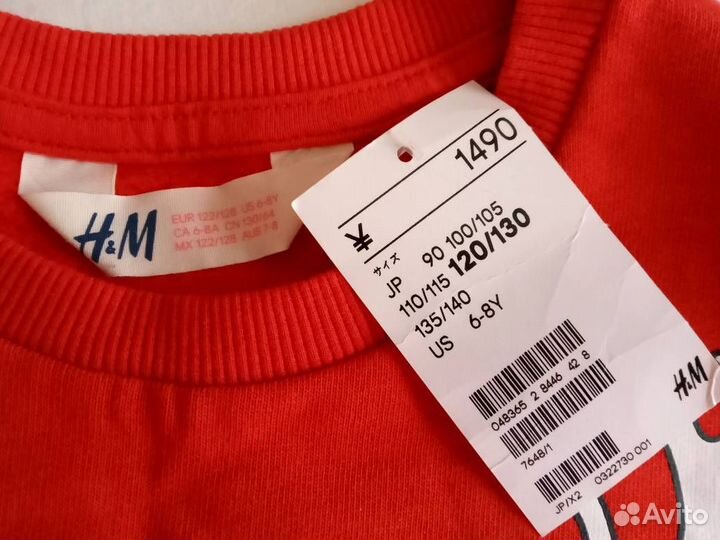 H&M
EUR 122/128 US 6-8Y
CA 6-8A CN 130/64
MX 122/128 AUS 7-8
¥ 1490
サイズ
JP 90 100/105
110/115 120/130
135/140
US 6-8Y
048365 2 8446 42 8
7648/1
JP/X2 0322730 001
H&M
Avito